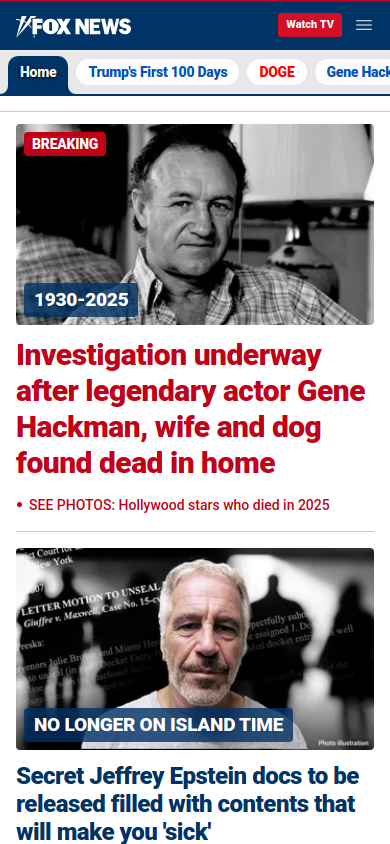 FOX NEWS
Watch TV
Home
Trump's First 100 Days
DOGE
Gene Hack
BREAKING
1930-2025
Investigation underway
after legendary actor Gene
Hackman, wife and dog
found dead in home
• SEE PHOTOS: Hollywood stars who died in 2025
New York
LETTER MOTION TO UNSEAL
Giuffre v. Maxwell, Case No. 15-cv
Preska:
NO LONGER ON ISLAND TIME
Photo illustration
Secret Jeffrey Epstein docs to be
released filled with contents that
will make you 'sick'